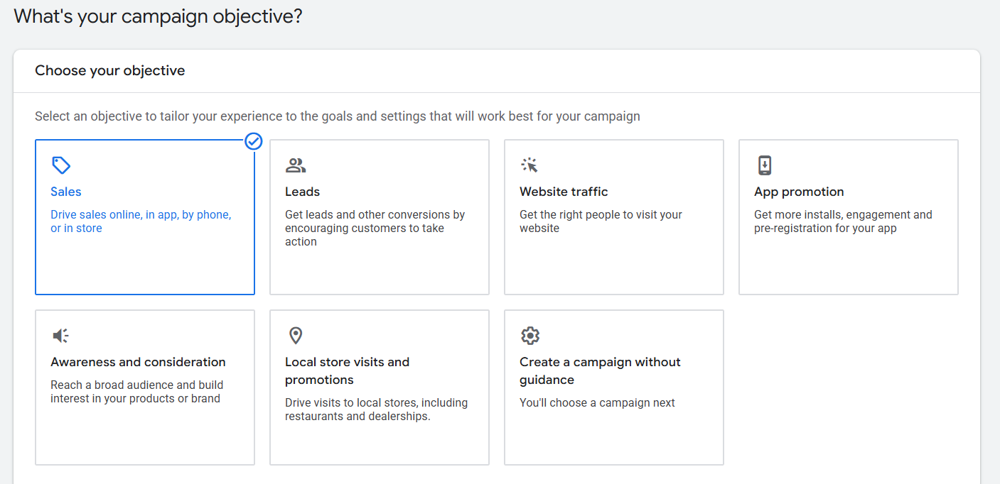 What's your campaign objective?
Choose your objective
Select an objective to tailor your experience to the goals and settings that will work best for your campaign
Sales
Drive sales online, in app, by phone,
or in store
Leads
Get leads and other conversions by
encouraging customers to take
action
Website traffic
Get the right people to visit your
website
App promotion
Get more installs, engagement and
pre-registration for your app
Awareness and consideration
Reach a broad audience and build
interest in your products or brand
Local store visits and
promotions
Drive visits to local stores, including
restaurants and dealerships.
Create a campaign without
guidance
You'll choose a campaign next